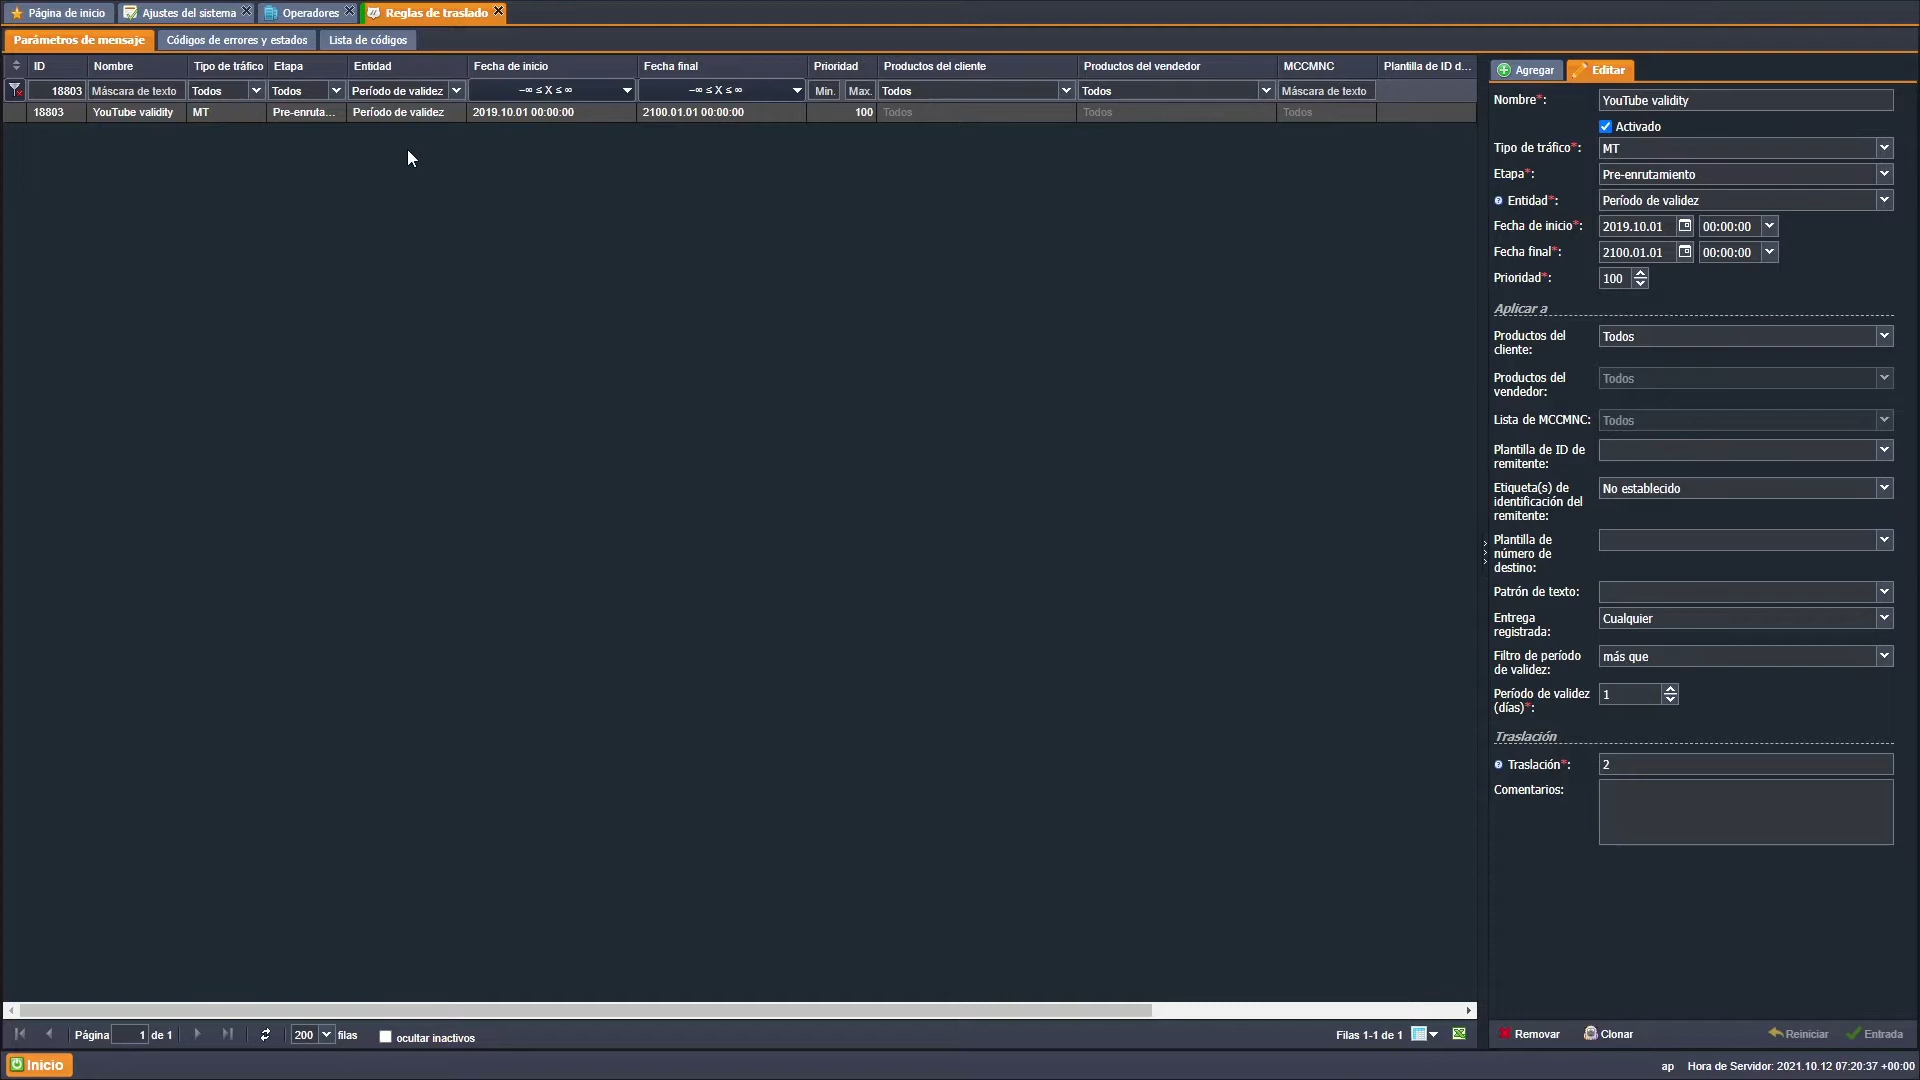 Página de inicio  Ajustes del sistema  Operadores  Reglas de traslado
Parámetros de mensaje  Códigos de errores y estados  Lista de códigos
ID  Nombre  Tipo de tráfico  Etapa  Entidad  Fecha de inicio  Fecha final  Prioridad  Productos del cliente  Productos del vendedor  MCCMNC  Plantilla de ID d...
18803  Máscara de texto  Todos  Todos  Período de validez  -∞ ≤ X ≤ ∞  -∞ ≤ X ≤ ∞  Min.  Max.  Todos  Todos  Máscara de texto
18803  YouTube validity  MT  Pre-enruta...  Período de validez  2019.10.01 00:00:00  2100.01.01 00:00:00  100  Todos  Todos  Todos
Agregar  Editar
Nombre*: YouTube validity
Activado
Tipo de tráfico*: MT
Etapa*: Pre-enrutamiento
Entidad*: Período de validez
Fecha de inicio*: 2019.10.01  00:00:00
Fecha final*: 2100.01.01  00:00:00
Prioridad*: 100
Aplicar a
Productos del
cliente: Todos
Productos del
vendedor: Todos
Lista de MCCMNC: Todos
Plantilla de ID de
remitente:
Etiqueta(s) de
identificación del
remitente: No establecido
Plantilla de
número de
destino:
Patrón de texto:
Entrega
registrada: Cualquier
Filtro de período
de validez: más que
Período de validez
(días)*: 1
Traslación
Traslación*: 2
Comentarios:
Página 1 de 1  200 filas  ocultar inactivos  Filas 1-1 de 1
Remover  Clonar  Reiniciar  Entrada
Inicio  ap  Hora de Servidor: 2021.10.12 07:20:37 +00:00